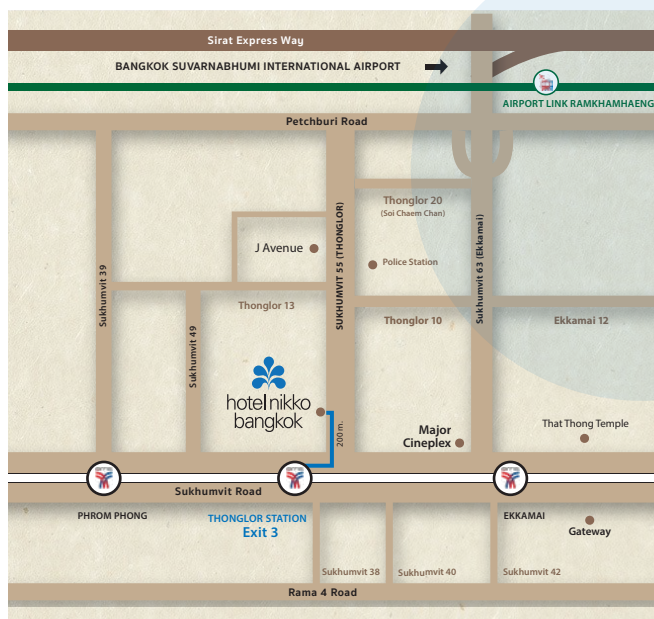 Sirat Express Way
BANGKOK SUVARNABHUMI INTERNATIONAL AIRPORT
AIRPORT LINK RAMKHAMHAENG
Petchburi Road
Thonglor 20
(Soi Chaem Chan)
J Avenue
Police Station
SUKHUMVIT 55 (THONGLOR)
Sukhumvit 63 (Ekkamai)
Sukhumvit 39
Thonglor 13
Thonglor 10
Ekkamai 12
Sukhumvit 49
hotel nikko
bangkok
200 m.
Major
Cineplex
That Thong Temple
Sukhumvit Road
PHROM PHONG
THONGLOR STATION
Exit 3
EKKAMAI
Gateway
Sukhumvit 38
Sukhumvit 40
Sukhumvit 42
Rama 4 Road